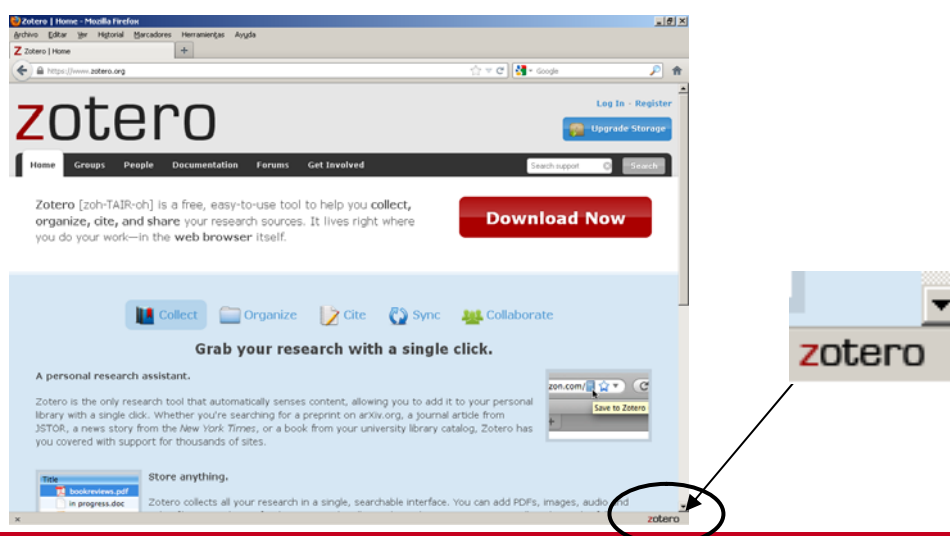 Zotero | Home - Mozilla Firefox
Archivo Editar Ver Historial Marcadores Herramientas Ayuda
Z Zotero | Home +
https://www.zotero.org Google
zotero
Log In · Register
Upgrade Storage
Home Groups People Documentation Forums Get Involved Search support Search
Zotero [zoh-TAIR-oh] is a free, easy-to-use tool to help you collect,
organize, cite, and share your research sources. It lives right where
you do your work—in the web browser itself.
Download Now
Collect Organize Cite Sync Collaborate
Grab your research with a single click.
A personal research assistant.
Zotero is the only research tool that automatically senses content, allowing you to add it to your personal
library with a single click. Whether you're searching for a preprint on arXiv.org, a journal article from
JSTOR, a news story from the New York Times, or a book from your university library catalog, Zotero has
you covered with support for thousands of sites.
zon.com/
Save to Zotero
Title
bookreviews.pdf
in progress.doc
Store anything.
Zotero collects all your research in a single, searchable interface. You can add PDFs, images, audio and
zotero
zotero